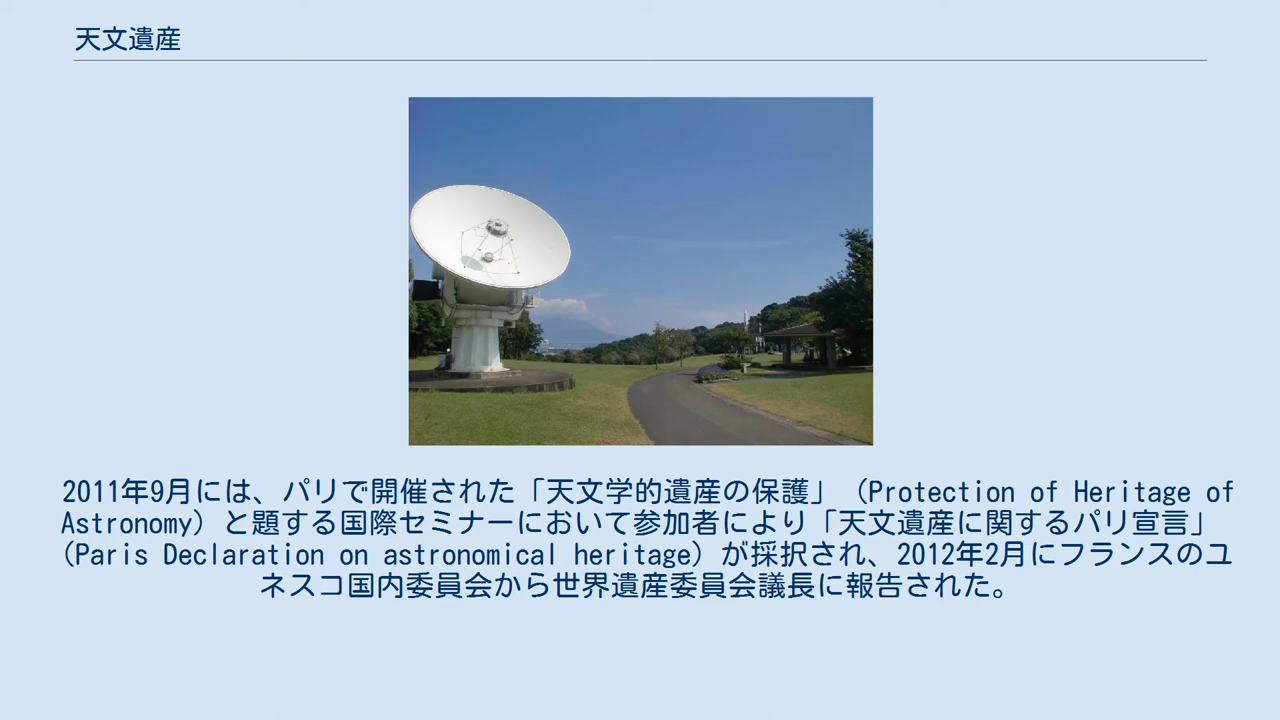 天文遺産
2011年9月には、パリで開催された「天文学的遺産の保護」（Protection of Heritage of
Astronomy）と題する国際セミナーにおいて参加者により「天文遺産に関するパリ宣言」
（Paris Declaration on astronomical heritage）が採択され、2012年2月にフランスのユ
ネスコ国内委員会から世界遺産委員会議長に報告された。